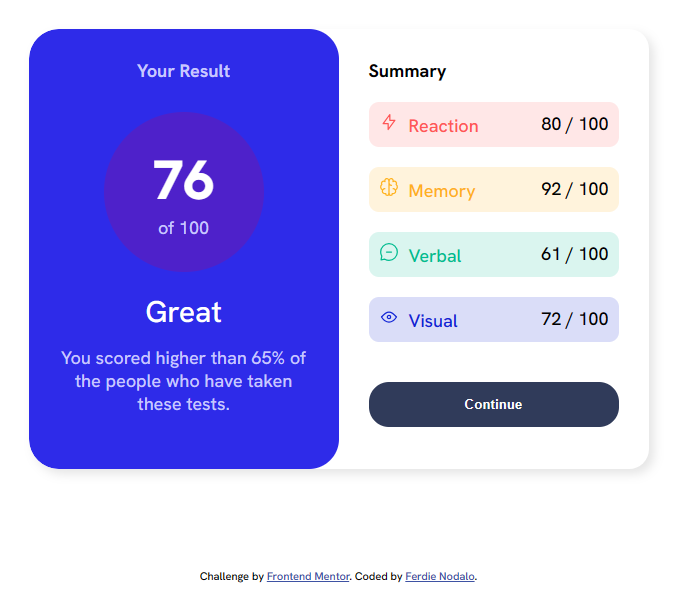 Your Result
76
of 100
Great
You scored higher than 65% of
the people who have taken
these tests.
Summary
Reaction 80 / 100
Memory 92 / 100
Verbal 61 / 100
Visual 72 / 100
Continue
Challenge by Frontend Mentor. Coded by Ferdie Nodalo.